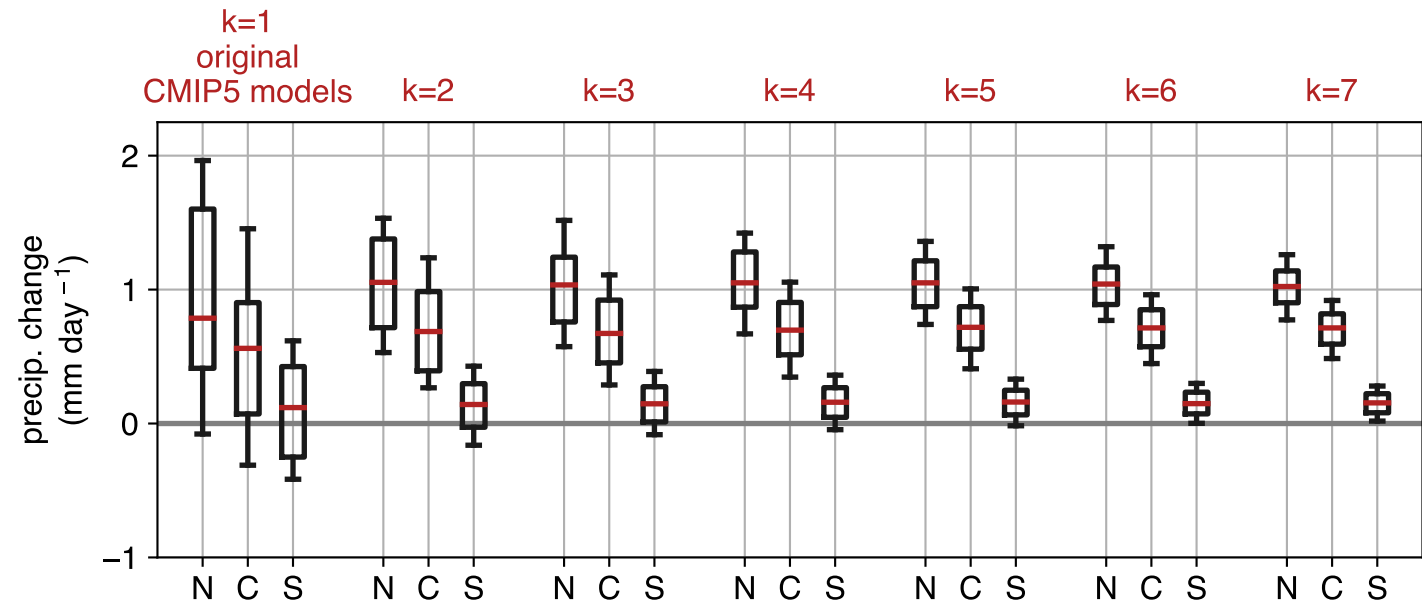 k=1
original
CMIP5 models
k=2
k=3
k=4
k=5
k=6
k=7
precip. change
(mm day⁻¹)
2
1
0
−1
N C S N C S N C S N C S N C S N C S N C S